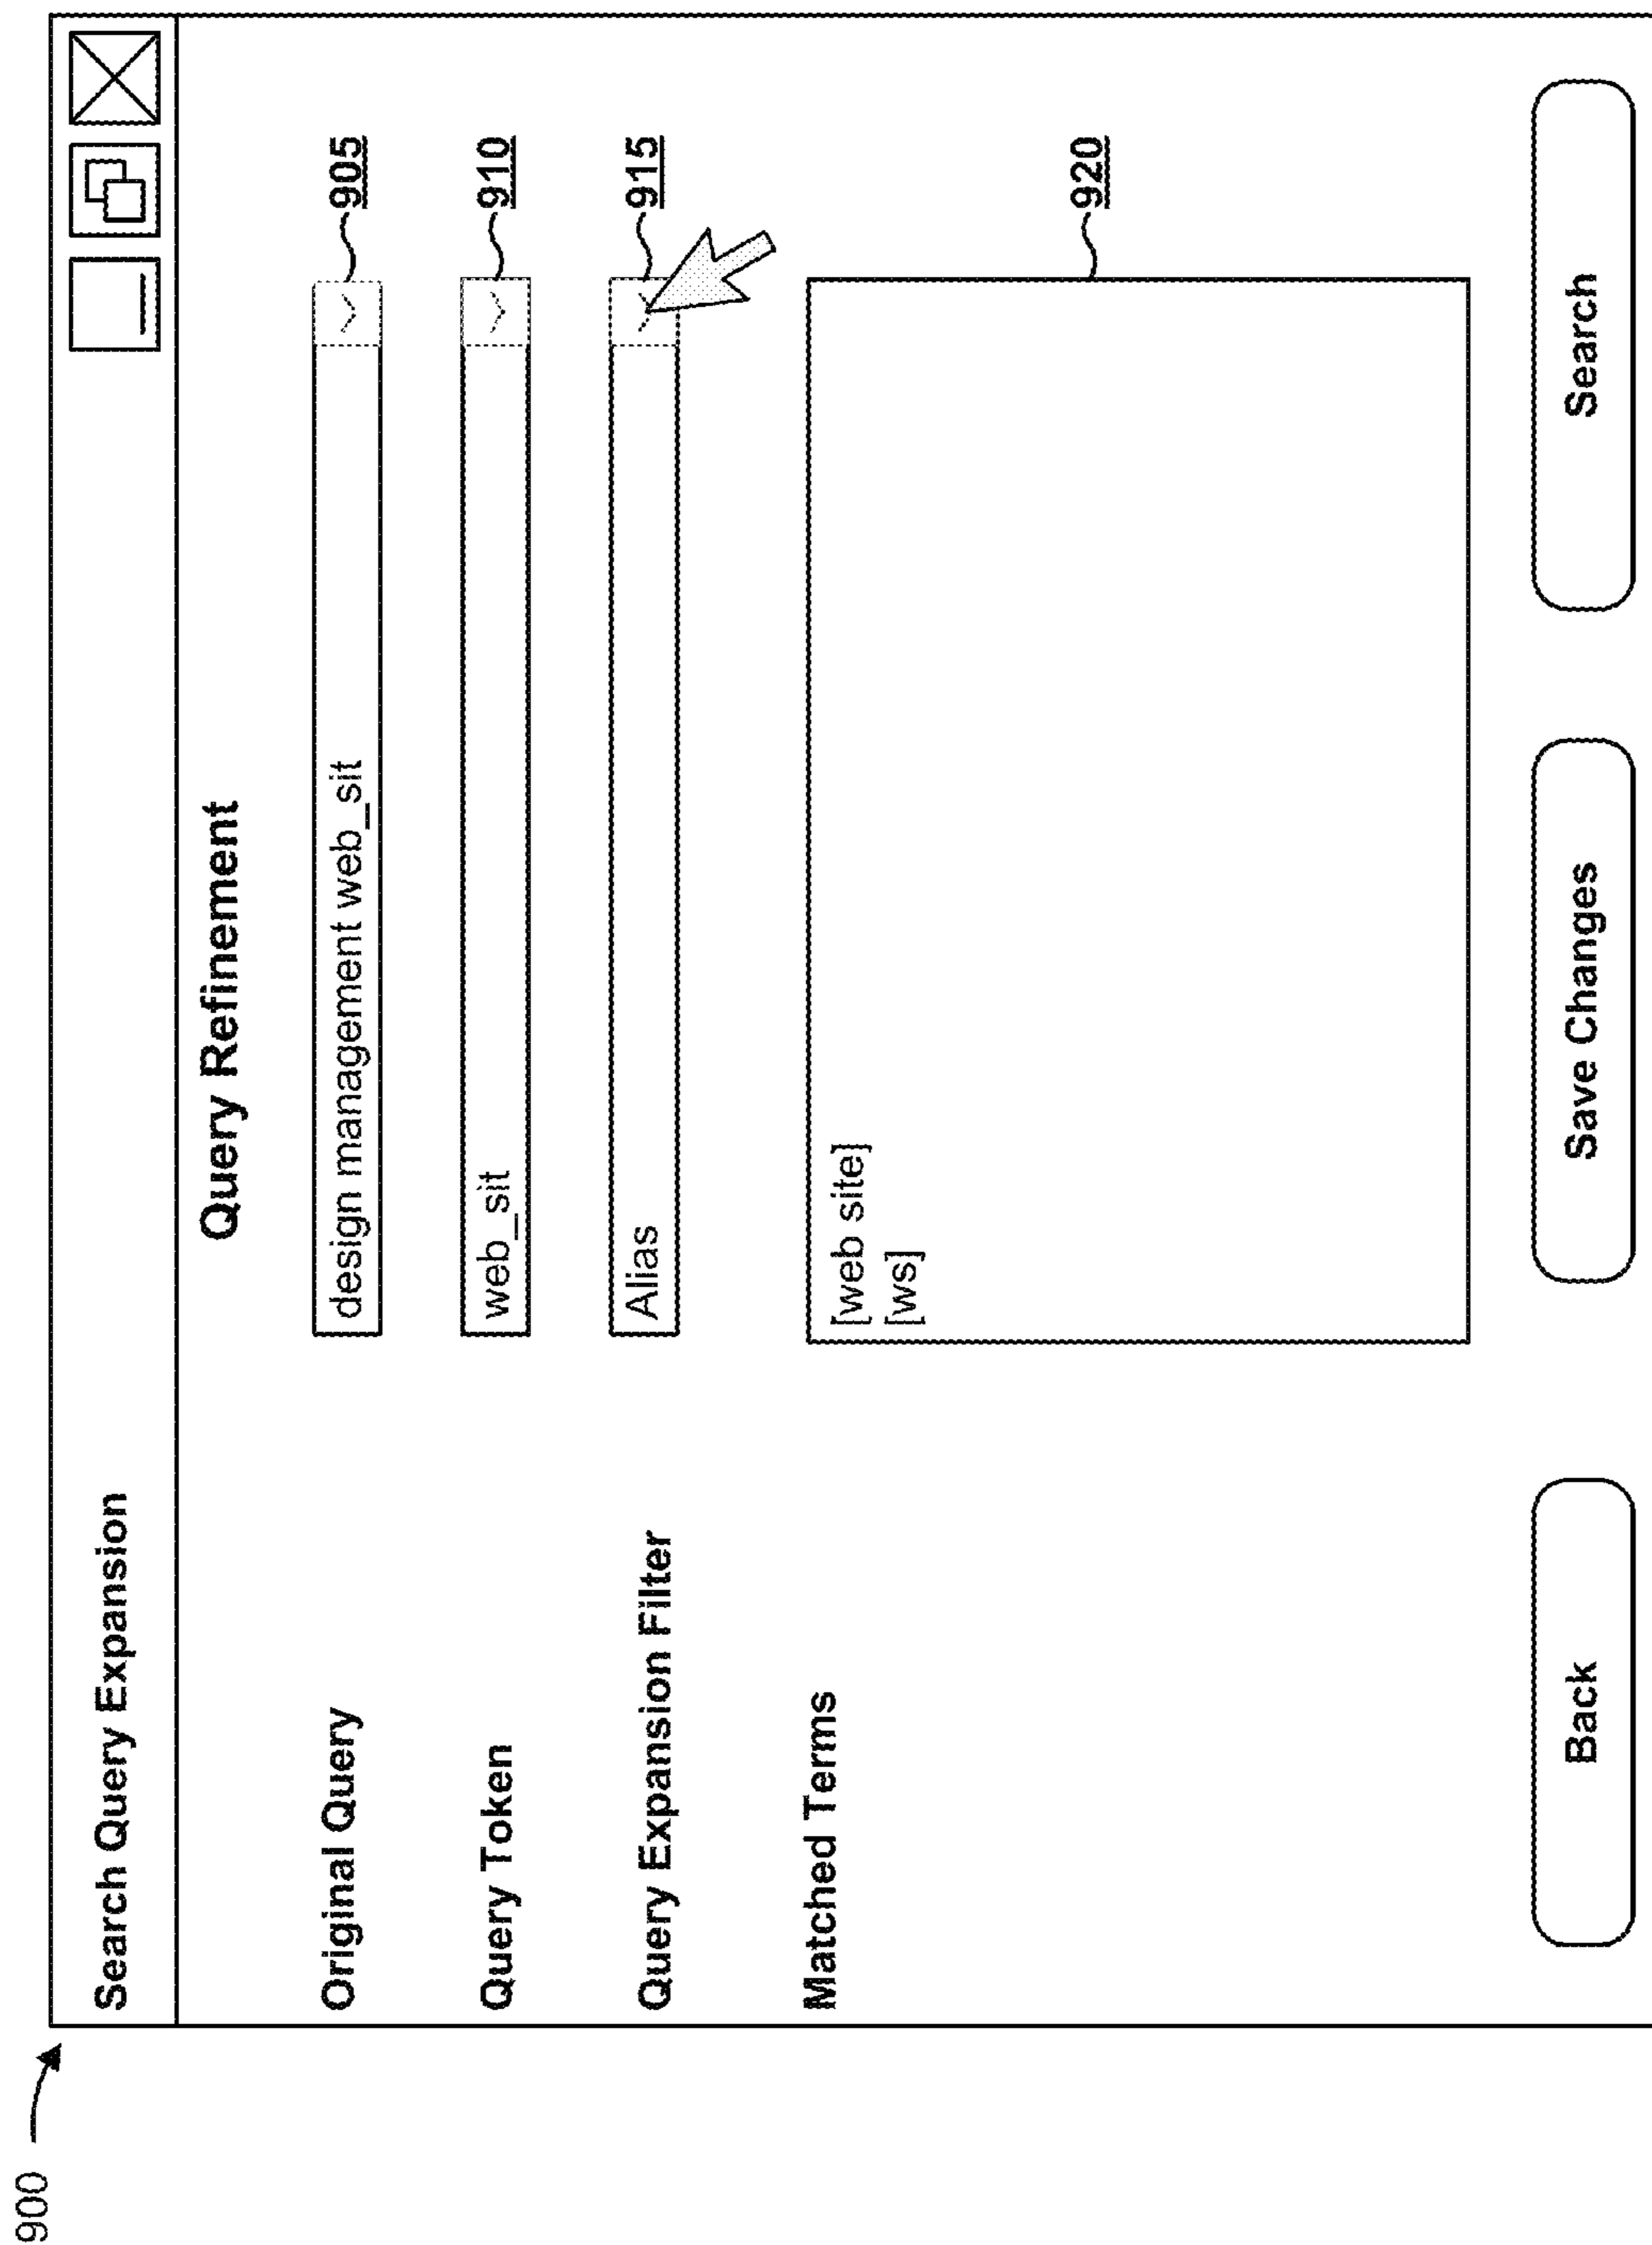 900
Search Query Expansion
Query Refinement
Original Query
design management web_sit
905
Query Token
web_sit
910
Query Expansion Filter
Alias
915
Matched Terms
[web site]
[ws]
920
Back
Save Changes
Search